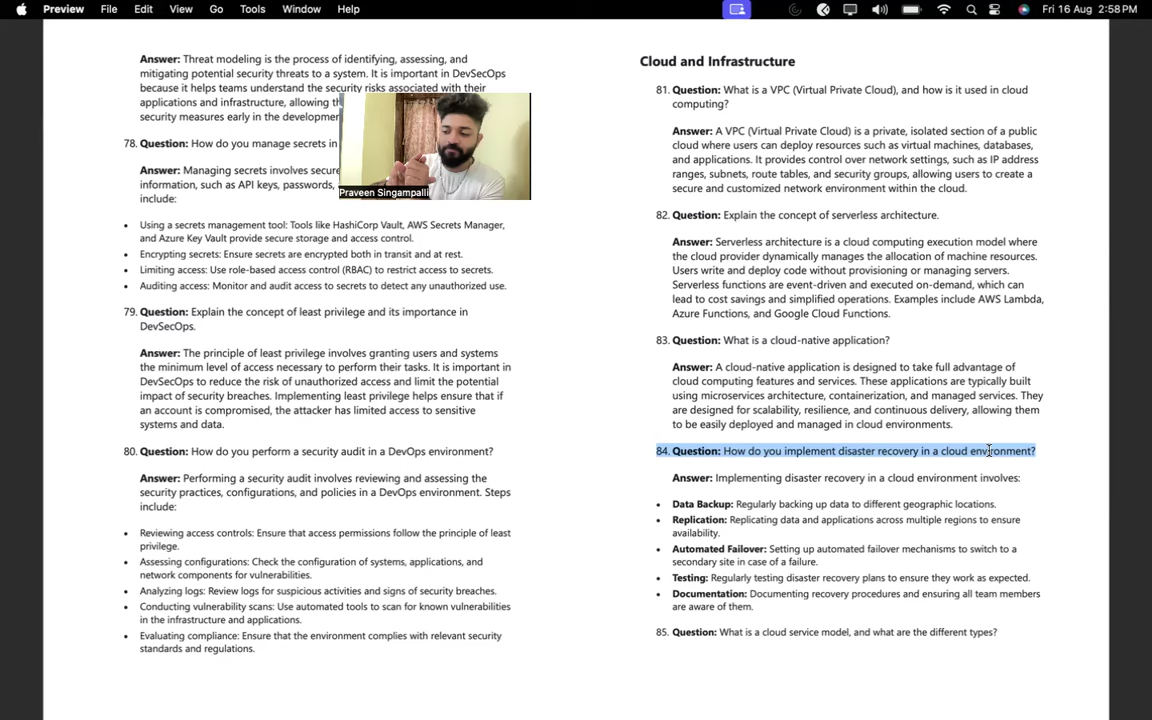 Preview File Edit View Go Tools Window Help
Fri 16 Aug 2:58 PM
Answer: Threat modeling is the process of identifying, assessing, and
mitigating potential security threats to a system. It is important in DevSecOps
because it helps teams understand the security risks associated with their
applications and infrastructure, allowing th
security measures early in the developmen
78. Question: How do you manage secrets in
Answer: Managing secrets involves secure
information, such as API keys, passwords,
include:
• Using a secrets management tool: Tools like HashiCorp Vault, AWS Secrets Manager,
and Azure Key Vault provide secure storage and access control.
• Encrypting secrets: Ensure secrets are encrypted both in transit and at rest.
• Limiting access: Use role-based access control (RBAC) to restrict access to secrets.
• Auditing access: Monitor and audit access to secrets to detect any unauthorized use.
79. Question: Explain the concept of least privilege and its importance in
DevSecOps.
Answer: The principle of least privilege involves granting users and systems
the minimum level of access necessary to perform their tasks. It is important in
DevSecOps to reduce the risk of unauthorized access and limit the potential
impact of security breaches. Implementing least privilege helps ensure that if
an account is compromised, the attacker has limited access to sensitive
systems and data.
80. Question: How do you perform a security audit in a DevOps environment?
Answer: Performing a security audit involves reviewing and assessing the
security practices, configurations, and policies in a DevOps environment. Steps
include:
• Reviewing access controls: Ensure that access permissions follow the principle of least
privilege.
• Assessing configurations: Check the configuration of systems, applications, and
network components for vulnerabilities.
• Analyzing logs: Review logs for suspicious activities and signs of security breaches.
• Conducting vulnerability scans: Use automated tools to scan for known vulnerabilities
in the infrastructure and applications.
• Evaluating compliance: Ensure that the environment complies with relevant security
standards and regulations.
Praveen Singampalli
Cloud and Infrastructure
81. Question: What is a VPC (Virtual Private Cloud), and how is it used in cloud
computing?
Answer: A VPC (Virtual Private Cloud) is a private, isolated section of a public
cloud where users can deploy resources such as virtual machines, databases,
and applications. It provides control over network settings, such as IP address
ranges, subnets, route tables, and security groups, allowing users to create a
secure and customized network environment within the cloud.
82. Question: Explain the concept of serverless architecture.
Answer: Serverless architecture is a cloud computing execution model where
the cloud provider dynamically manages the allocation of machine resources.
Users write and deploy code without provisioning or managing servers.
Serverless functions are event-driven and executed on-demand, which can
lead to cost savings and simplified operations. Examples include AWS Lambda,
Azure Functions, and Google Cloud Functions.
83. Question: What is a cloud-native application?
Answer: A cloud-native application is designed to take full advantage of
cloud computing features and services. These applications are typically built
using microservices architecture, containerization, and managed services. They
are designed for scalability, resilience, and continuous delivery, allowing them
to be easily deployed and managed in cloud environments.
84. Question: How do you implement disaster recovery in a cloud environment?
Answer: Implementing disaster recovery in a cloud environment involves:
• Data Backup: Regularly backing up data to different geographic locations.
• Replication: Replicating data and applications across multiple regions to ensure
availability.
• Automated Failover: Setting up automated failover mechanisms to switch to a
secondary site in case of a failure.
• Testing: Regularly testing disaster recovery plans to ensure they work as expected.
• Documentation: Documenting recovery procedures and ensuring all team members
are aware of them.
85. Question: What is a cloud service model, and what are the different types?